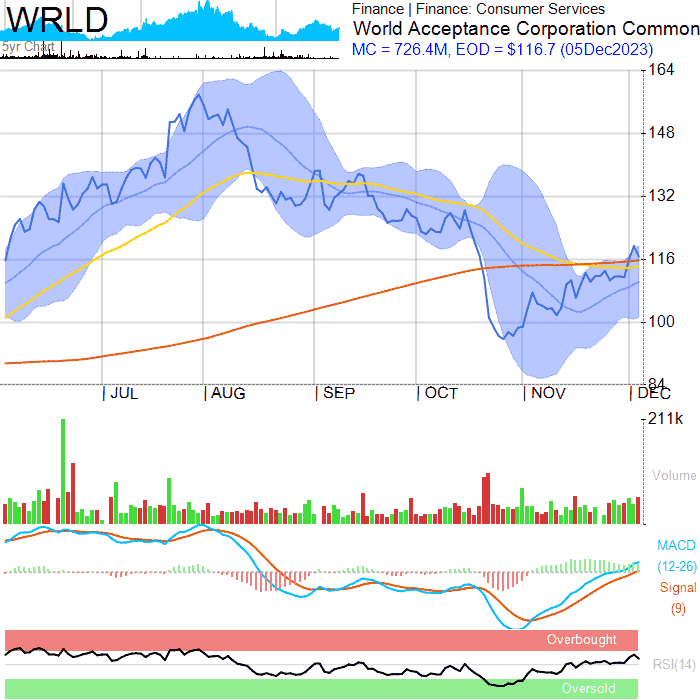 WRLD
5yr Chart
Finance | Finance: Consumer Services
World Acceptance Corporation Common
MC = 726.4M, EOD = $116.7 (05Dec2023)
164
148
132
116
100
84
JUL
AUG
SEP
OCT
NOV
DEC
211k
Volume
MACD
(12-26)
Signal
(9)
Overbought
RSI(14)
Oversold